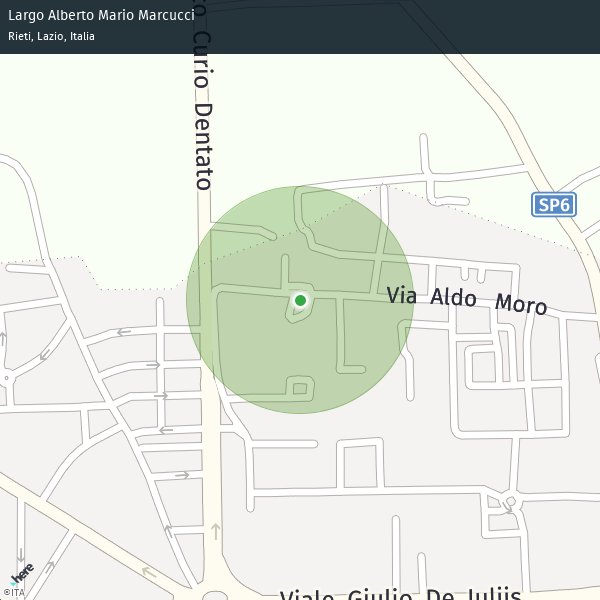 Largo Alberto Mario Marcucci
Rieti, Lazio, Italia
Curio Dentato
SP6
Via Aldo Moro
Viale Giulio De Juliis
here
©ITA